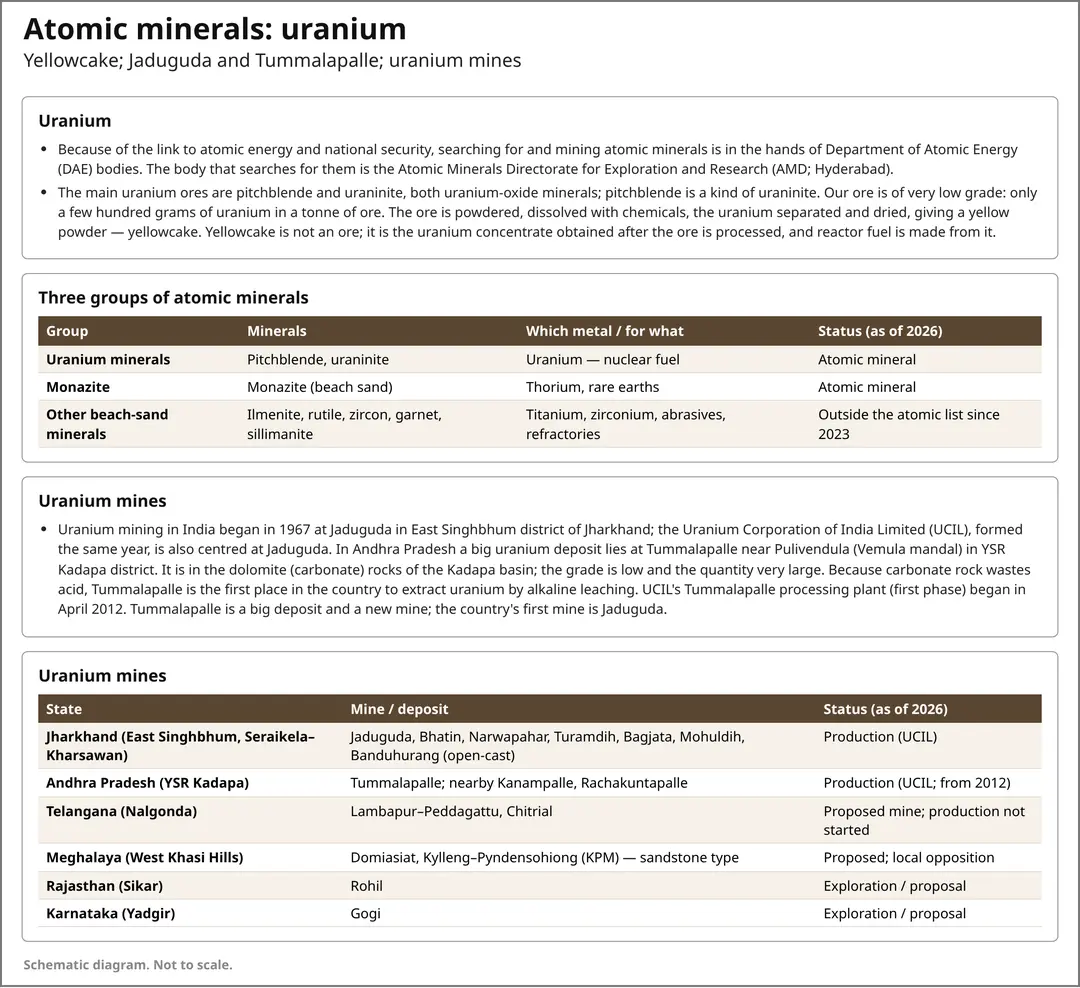 Atomic minerals: uranium
Yellowcake; Jaduguda and Tummalapalle; uranium mines
Uranium
• Because of the link to atomic energy and national security, searching for and mining atomic minerals is in the hands of Department of Atomic Energy
(DAE) bodies. The body that searches for them is the Atomic Minerals Directorate for Exploration and Research (AMD; Hyderabad).
• The main uranium ores are pitchblende and uraninite, both uranium-oxide minerals; pitchblende is a kind of uraninite. Our ore is of very low grade: only
a few hundred grams of uranium in a tonne of ore. The ore is powdered, dissolved with chemicals, the uranium separated and dried, giving a yellow
powder — yellowcake. Yellowcake is not an ore; it is the uranium concentrate obtained after the ore is processed, and reactor fuel is made from it.
Three groups of atomic minerals
Group Minerals Which metal / for what Status (as of 2026)
Uranium minerals Pitchblende, uraninite Uranium — nuclear fuel Atomic mineral
Monazite Monazite (beach sand) Thorium, rare earths Atomic mineral
Other beach-sand Ilmenite, rutile, zircon, garnet, Titanium, zirconium, abrasives, Outside the atomic list since
minerals sillimanite refractories 2023
Uranium mines
• Uranium mining in India began in 1967 at Jaduguda in East Singhbhum district of Jharkhand; the Uranium Corporation of India Limited (UCIL), formed
the same year, is also centred at Jaduguda. In Andhra Pradesh a big uranium deposit lies at Tummalapalle near Pulivendula (Vemula mandal) in YSR
Kadapa district. It is in the dolomite (carbonate) rocks of the Kadapa basin; the grade is low and the quantity very large. Because carbonate rock wastes
acid, Tummalapalle is the first place in the country to extract uranium by alkaline leaching. UCIL's Tummalapalle processing plant (first phase) began in
April 2012. Tummalapalle is a big deposit and a new mine; the country's first mine is Jaduguda.
Uranium mines
State Mine / deposit Status (as of 2026)
Jharkhand (East Singhbhum, Seraikela– Jaduguda, Bhatin, Narwapahar, Turamdih, Bagjata, Mohuldih, Production (UCIL)
Kharsawan) Banduhurang (open-cast)
Andhra Pradesh (YSR Kadapa) Tummalapalle; nearby Kanampalle, Rachakuntapalle Production (UCIL; from 2012)
Telangana (Nalgonda) Lambapur–Peddagattu, Chitrial Proposed mine; production not
started
Meghalaya (West Khasi Hills) Domiasiat, Kylleng–Pyndensohiong (KPM) — sandstone type Proposed; local opposition
Rajasthan (Sikar) Rohil Exploration / proposal
Karnataka (Yadgir) Gogi Exploration / proposal
Schematic diagram. Not to scale.